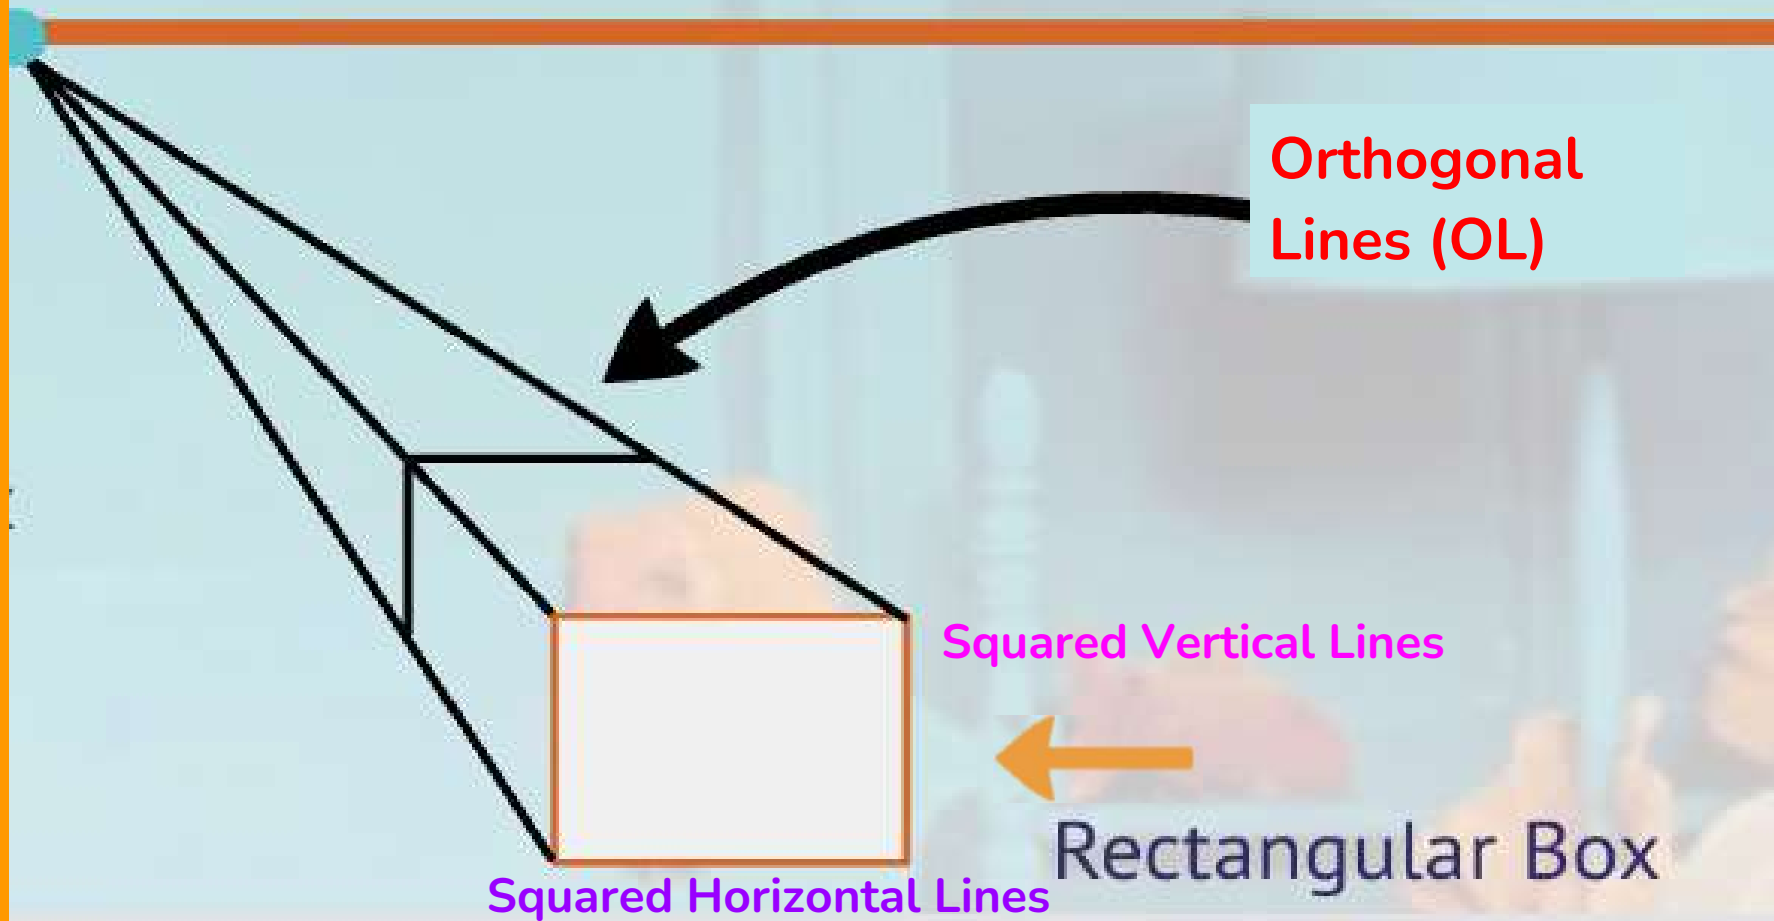 Orthogonal
Lines (OL)
Squared Vertical Lines
Rectangular Box
Squared Horizontal Lines